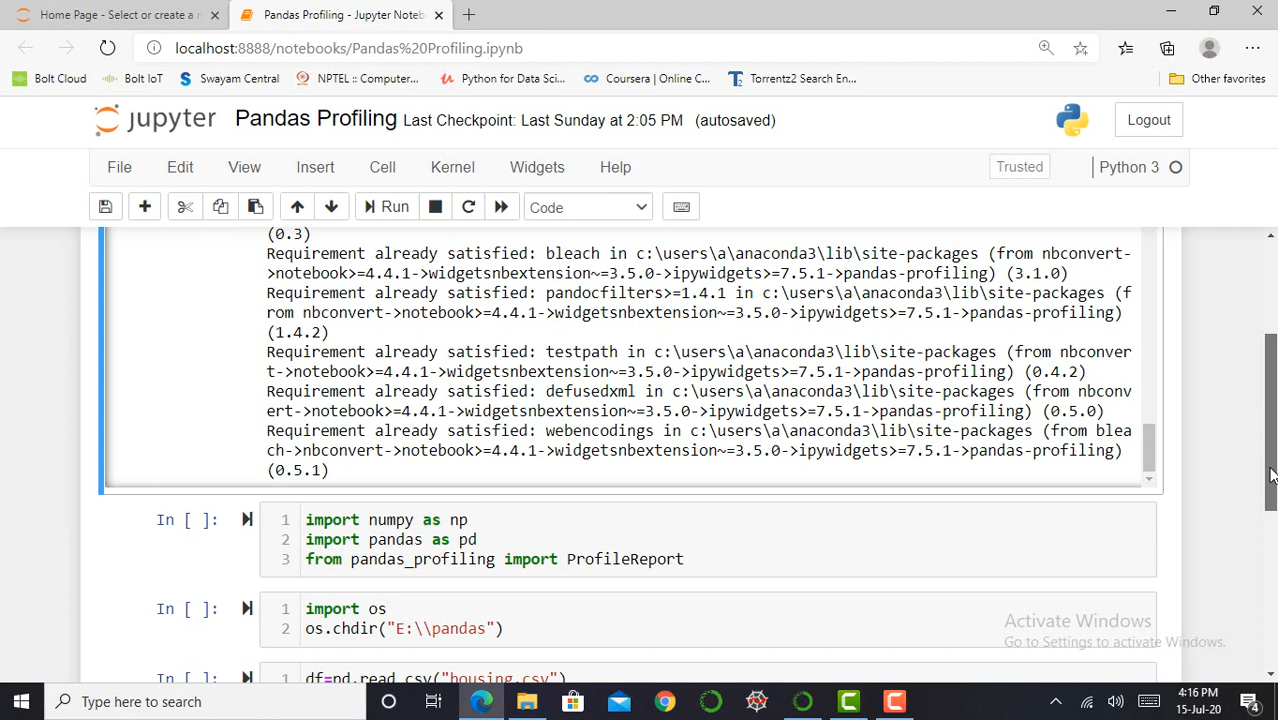 Home Page - Select or create a n
Pandas Profiling - Jupyter Noteb
localhost:8888/notebooks/Pandas%20Profiling.ipynb
Bolt Cloud
Bolt IoT
Swayam Central
NPTEL :: Computer...
Python for Data Sci...
Coursera | Online C...
Torrentz2 Search En...
Other favorites
jupyter Pandas Profiling Last Checkpoint: Last Sunday at 2:05 PM (autosaved)
Logout
File Edit View Insert Cell Kernel Widgets Help
Trusted
Python 3
Run
Code
(0.3)
Requirement already satisfied: bleach in c:\users\a\anaconda3\lib\site-packages (from nbconvert-
>notebook>=4.4.1->widgetsnbextension~=3.5.0->ipywidgets>=7.5.1->pandas-profiling) (3.1.0)
Requirement already satisfied: pandocfilters>=1.4.1 in c:\users\a\anaconda3\lib\site-packages (f
rom nbconvert->notebook>=4.4.1->widgetsnbextension~=3.5.0->ipywidgets>=7.5.1->pandas-profiling)
(1.4.2)
Requirement already satisfied: testpath in c:\users\a\anaconda3\lib\site-packages (from nbconver
t->notebook>=4.4.1->widgetsnbextension~=3.5.0->ipywidgets>=7.5.1->pandas-profiling) (0.4.2)
Requirement already satisfied: defusedxml in c:\users\a\anaconda3\lib\site-packages (from nbconv
ert->notebook>=4.4.1->widgetsnbextension~=3.5.0->ipywidgets>=7.5.1->pandas-profiling) (0.5.0)
Requirement already satisfied: webencodings in c:\users\a\anaconda3\lib\site-packages (from blea
ch->nbconvert->notebook>=4.4.1->widgetsnbextension~=3.5.0->ipywidgets>=7.5.1->pandas-profiling)
(0.5.1)
In [ ]:
1 import numpy as np
2 import pandas as pd
3 from pandas_profiling import ProfileReport
In [ ]:
1 import os
2 os.chdir("E:\\pandas")
In [ ]:
1 df=pd.read_csv("housing.csv")
Activate Windows
Go to Settings to activate Windows.
Type here to search
4:16 PM
15-Jul-20
4